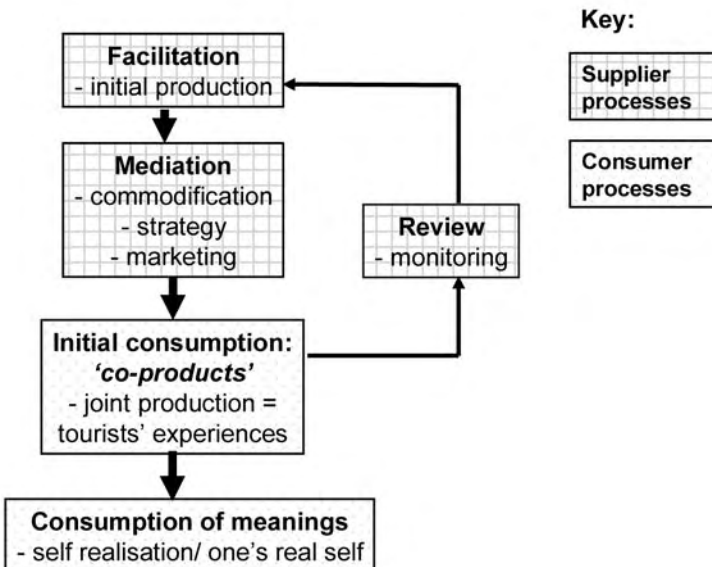 Key:
Facilitation
- initial production
Supplier
processes
Mediation
- commodification
- strategy
- marketing
Consumer
processes
Review
- monitoring
Initial consumption:
‘co-products’
- joint production =
tourists’ experiences
Consumption of meanings
- self realisation/ one’s real self